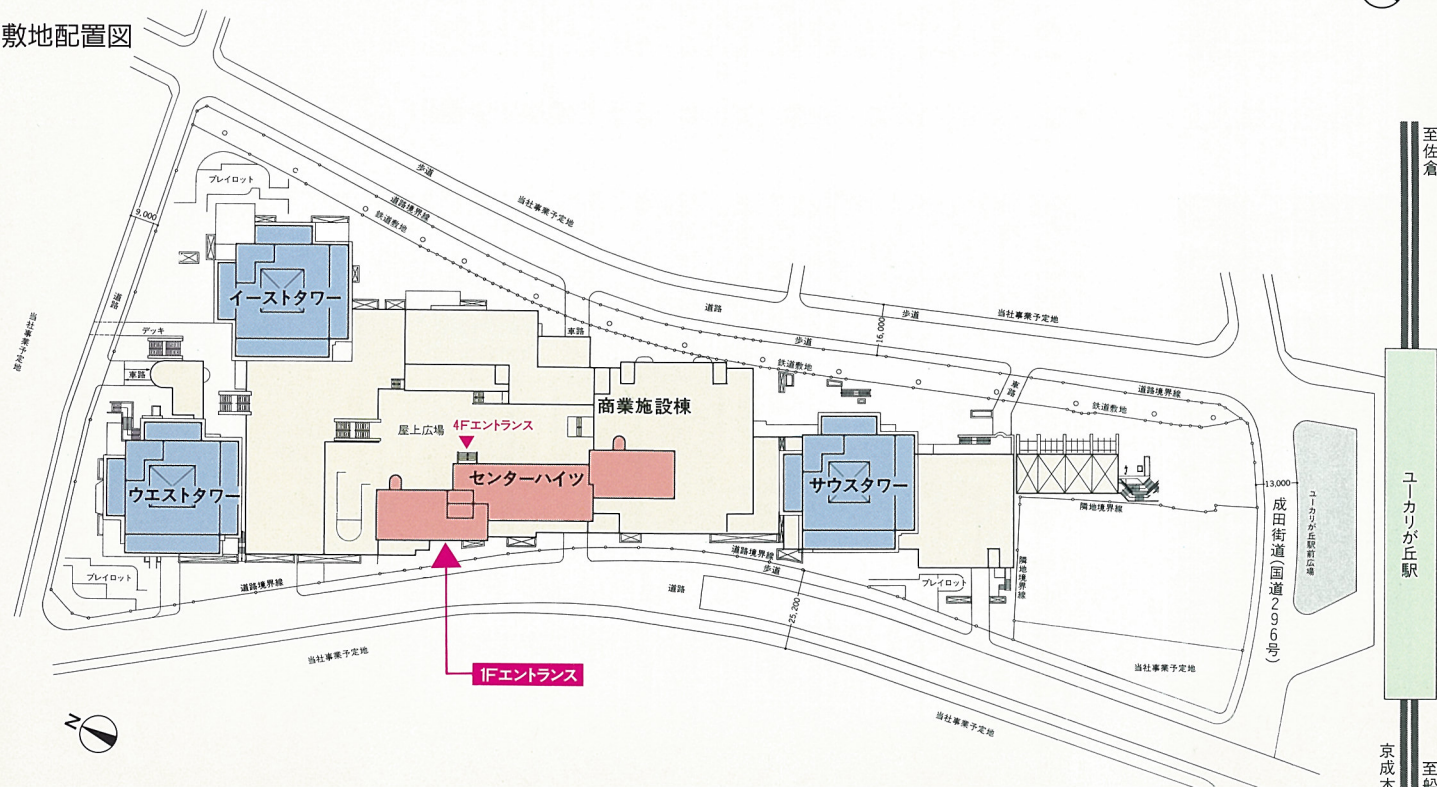 敷地配置図
至佐倉
歩道
当社事業予定地
プレイロット
道路境界線
鉄道敷地
9,000
イーストタワー
道路
当社事業予定地
デッキ
車路
車路
道路
歩道
当社事業予定地
16,000
歩道
鉄道敷地
車路
道路境界線
鉄道敷地
商業施設棟
屋上広場
4Fエントランス
センターハイツ
ウエストタワー
サウスタワー
隣地境界線
13,000
成田街道(国道296号)
ユーカリが丘駅前広場
ユーカリが丘駅
プレイロット
道路境界線
道路境界線
歩道
道路
25,200
プレイロット
隣地境界線
当社事業予定地
当社事業予定地
1Fエントランス
当社事業予定地
N
京成本
至船